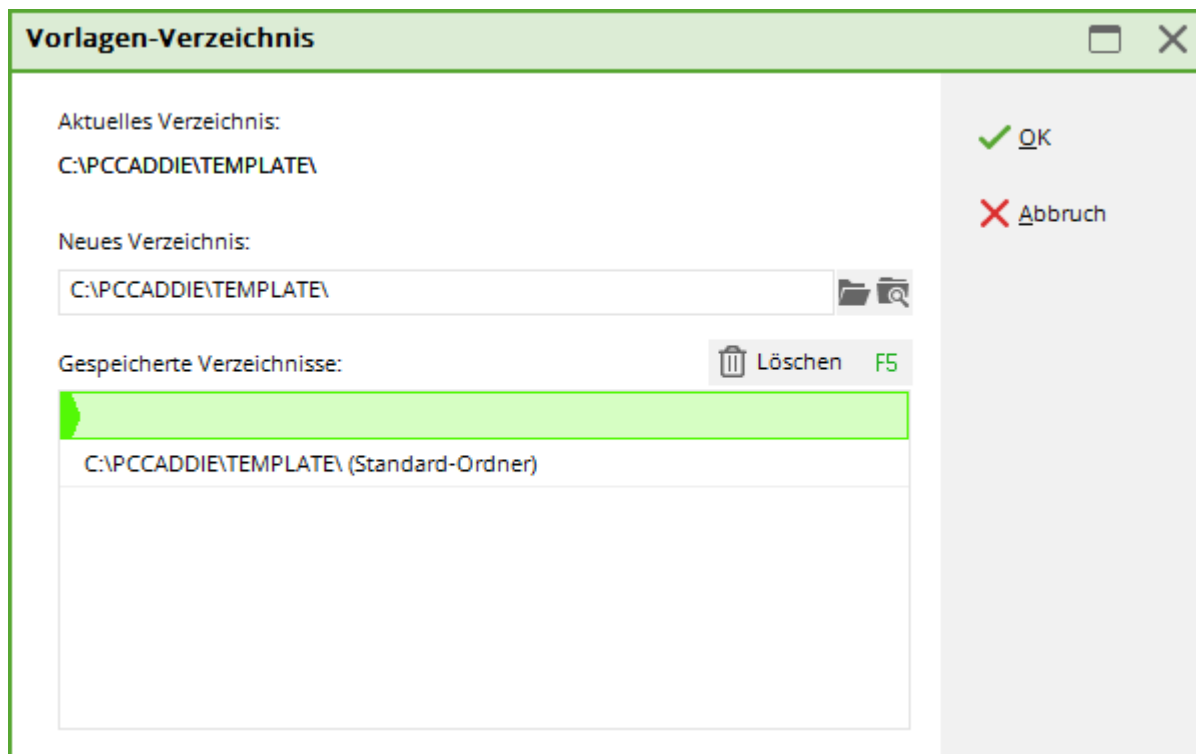 Vorlagen-Verzeichnis
Aktuelles Verzeichnis:
C:\PCCADDIE\TEMPLATE\
OK
Abbruch
Neues Verzeichnis:
C:\PCCADDIE\TEMPLATE\
Gespeicherte Verzeichnisse:
Löschen F5
C:\PCCADDIE\TEMPLATE\ (Standard-Ordner)